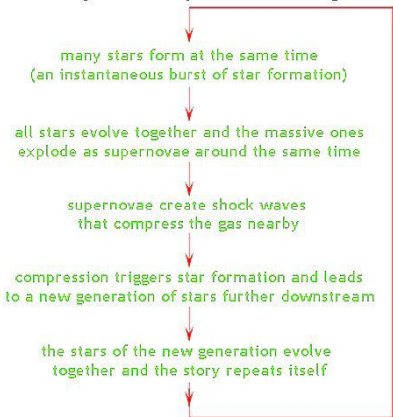 many stars form at the same time
(an instantaneous burst of star formation)
all stars evolve together and the massive ones
explode as supernovae around the same time
supernovae create shock waves
that compress the gas nearby
compression triggers star formation and leads
to a new generation of stars further downstream
the stars of the new generation evolve
together and the story repeats itself